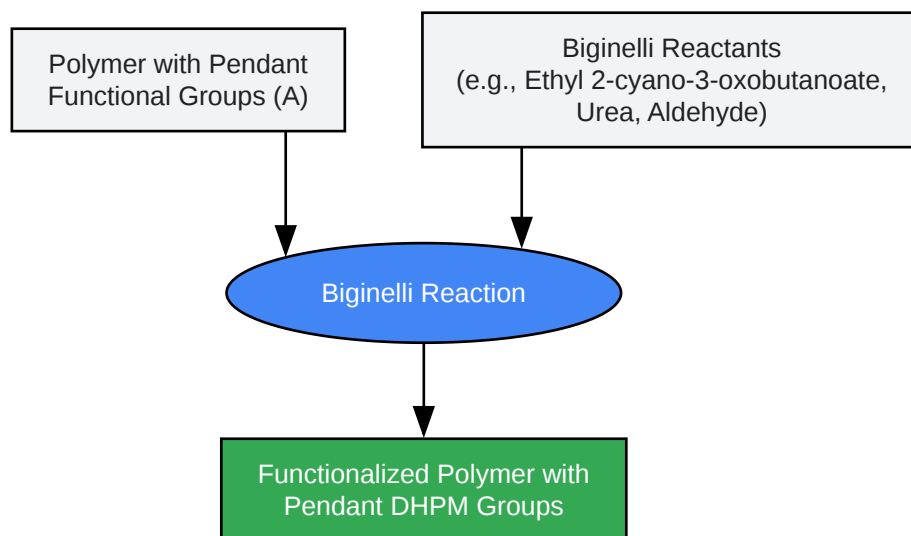 Polymer with Pendant
Functional Groups (A)
Biginelli Reactants
(e.g., Ethyl 2-cyano-3-oxobutanoate,
Urea, Aldehyde)
Biginelli Reaction
Functionalized Polymer with
Pendant DHPM Groups